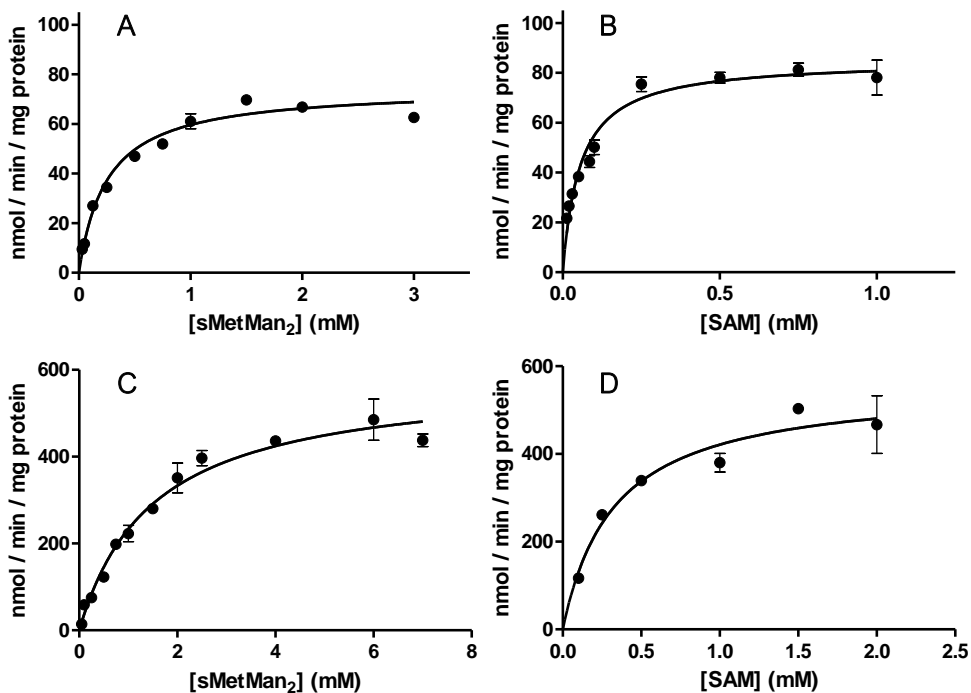 A
nmol / min / mg protein
100
80
60
40
20
0
0 1 2 3
[sMetMan₂] (mM)
B
nmol / min / mg protein
100
80
60
40
20
0
0.0 0.5 1.0
[SAM] (mM)
C
nmol / min / mg protein
600
400
200
0
0 2 4 6 8
[sMetMan₂] (mM)
D
nmol / min / mg protein
600
400
200
0
0.0 0.5 1.0 1.5 2.0 2.5
[SAM] (mM)